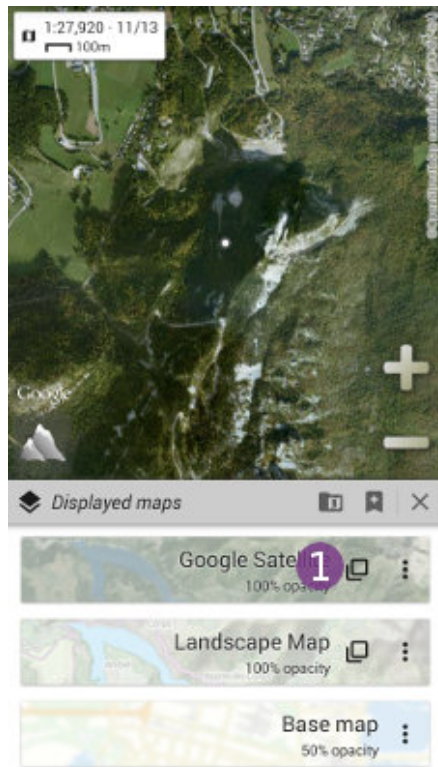 1:27,920 · 11/13
100m
Google
Displayed maps
Google Satellite
1
100% opacity
Landscape Map
100% opacity
Base map
50% opacity